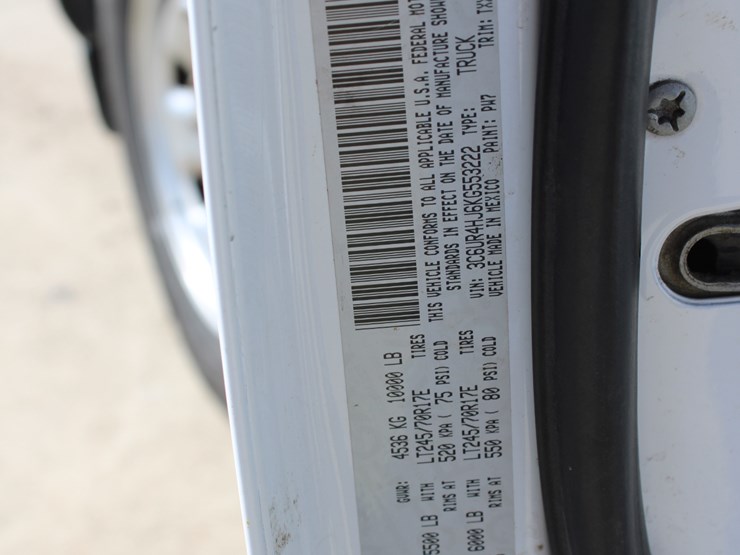 GVWR: 4536 KG 10000 LB
5500 LB WITH LT245/70R17E TIRES
RIMS AT 520 KPA ( 75 PSI) COLD
6000 LB WITH LT245/70R17E TIRES
RIMS AT 550 KPA ( 80 PSI) COLD
THIS VEHICLE CONFORMS TO ALL APPLICABLE U.S.A. FEDERAL
STANDARDS IN EFFECT ON THE DATE OF MANUFACTURE
VIN: 3C6UR4HJ6KG553222 TYPE: TRUCK
VEHICLE MADE IN MEXICO PAINT: PW7 TRIM: